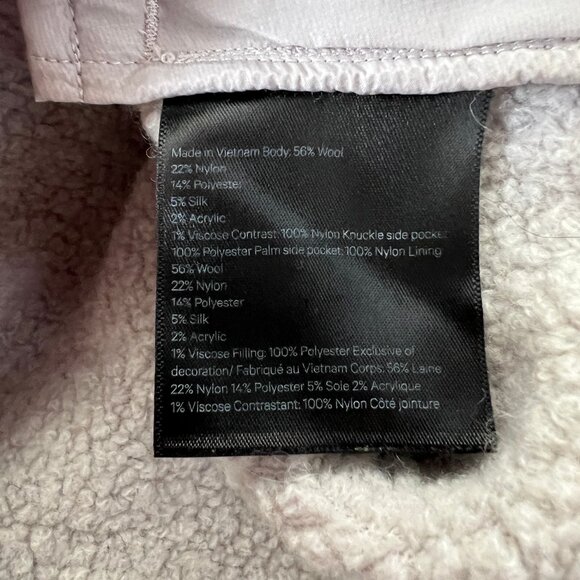 Made in Vietnam Body: 56% Wool
22% Nylon
14% Polyester
5% Silk
2% Acrylic
1% Viscose Contrast: 100% Nylon Knuckle side pocket:
100% Polyester Palm side pocket: 100% Nylon Lining
56% Wool
22% Nylon
14% Polyester
5% Silk
2% Acrylic
1% Viscose Filling: 100% Polyester Exclusive of
decoration/ Fabriqué au Vietnam Corps: 56% Laine
22% Nylon 14% Polyester 5% Soie 2% Acrylique
1% Viscose Contrastant: 100% Nylon Côté jointure